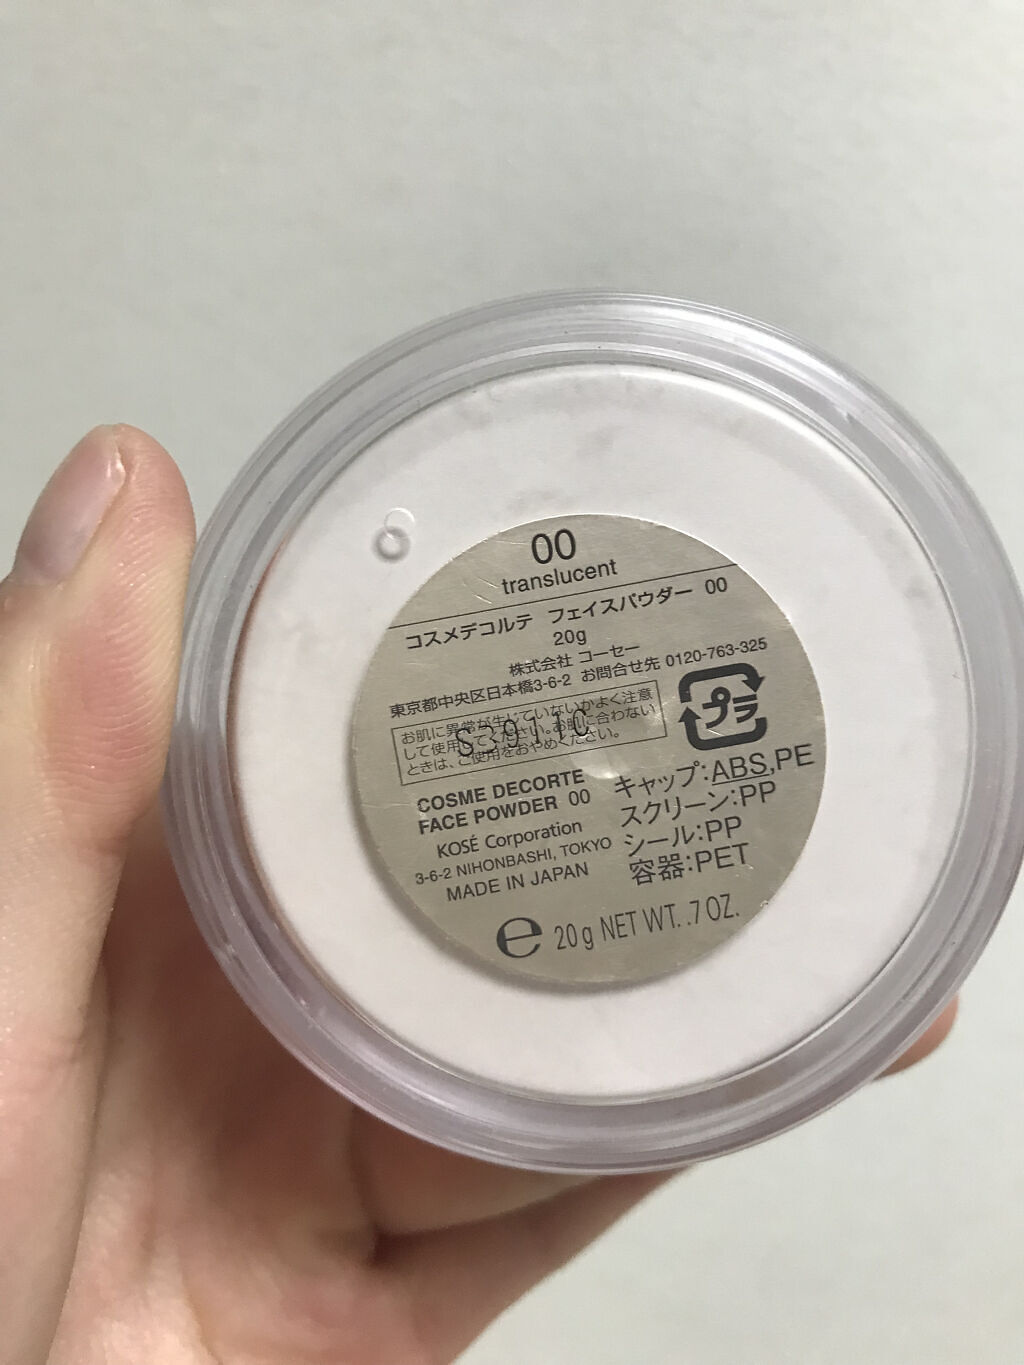 00
translucent
コスメデコルテ フェイスパウダー 00
20g
株式会社 コーセー
東京都中央区日本橋3-6-2 お問合せ先 0120-763-325
お肌に異常が生じていないかよく注意
して使用してください。お肌に合わない
ときは、ご使用をおやめください。
プラ
キャップ:ABS,PE
スクリーン:PP
シール:PP
容器:PET
COSME DECORTE
FACE POWDER 00
KOSÉ Corporation
3-6-2 NIHONBASHI, TOKYO
MADE IN JAPAN
℮ 20g NET WT. .7 OZ.